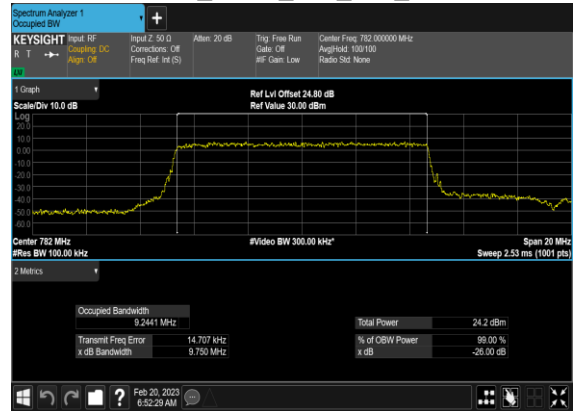 Spectrum Analyzer 1
Occupied BW
+
KEYSIGHT
R T
LXI
Input: RF
Coupling: DC
Align: Off
Input Z: 50 Ω
Corrections: Off
Freq Ref: Int (S)
Atten: 20 dB
Trig: Free Run
Gate: Off
#IF Gain: Low
Center Freq: 782.000000 MHz
Avg|Hold: 100/100
Radio Std: None
1 Graph
Scale/Div 10.0 dB
Ref Lvl Offset 24.80 dB
Ref Value 30.00 dBm
Log
20.0
10.0
0.00
-10.0
-20.0
-30.0
-40.0
-50.0
-60.0
Center 782 MHz
#Res BW 100.00 kHz
#Video BW 300.00 kHz*
Span 20 MHz
Sweep 2.53 ms (1001 pts)
2 Metrics
Occupied Bandwidth
9.2441 MHz
Total Power 24.2 dBm
Transmit Freq Error 14.707 kHz
% of OBW Power 99.00 %
x dB Bandwidth 9.750 MHz
x dB -26.00 dB
?
Feb 20, 2023
6:52:29 AM